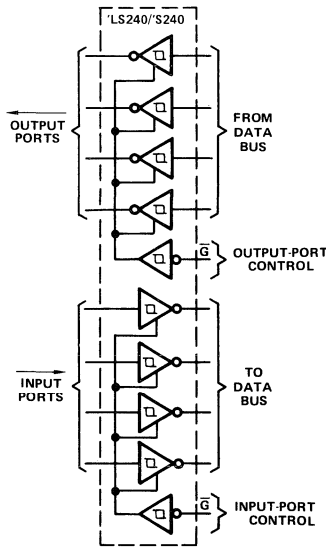 'LS240/'S240
OUTPUT
PORTS
FROM
DATA
BUS
G
OUTPUT-PORT
CONTROL
INPUT
PORTS
TO
DATA
BUS
G
INPUT-PORT
CONTROL